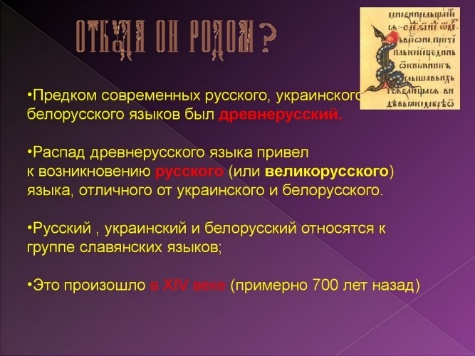 ОТКУДА ОН РОДОМ?
•Предком современных русского, украинского
белорусского языков был древнерусский.
•Распад древнерусского языка привел
к возникновению русского (или великорусского)
языка, отличного от украинского и белорусского.
•Русский , украинский и белорусский относятся к
группе славянских языков;
•Это произошло в XIV веке (примерно 700 лет назад)